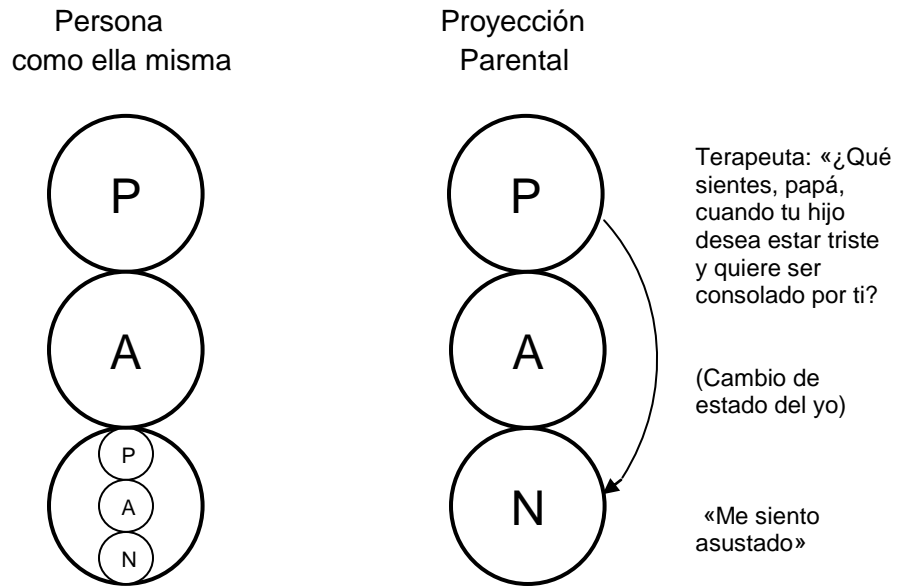 Persona
como ella misma
P
A
P
A
N
Proyección
Parental
P
A
N
Terapeuta: «¿Qué
sientes, papá,
cuando tu hijo
desea estar triste
y quiere ser
consolado por ti?
(Cambio de
estado del yo)
«Me siento
asustado»